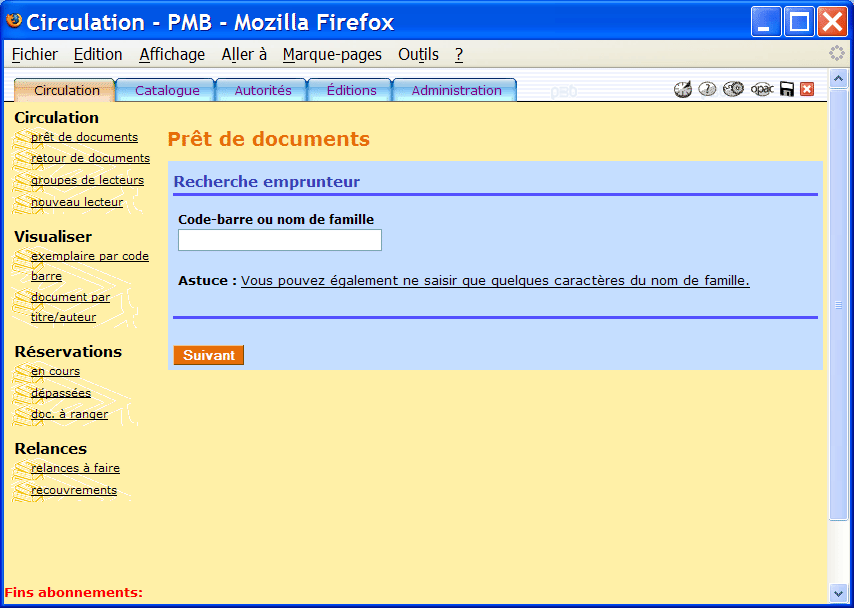 Circulation - PMB - Mozilla Firefox
Fichier Edition Affichage Aller à Marque-pages Outils ?
Circulation Catalogue Autorités Éditions Administration pmb opac
Circulation
prêt de documents
retour de documents
groupes de lecteurs
nouveau lecteur
Visualiser
exemplaire par code
barre
document par
titre/auteur
Réservations
en cours
dépassées
doc. à ranger
Relances
relances à faire
recouvrements
Fins abonnements:
Prêt de documents
Recherche emprunteur
Code-barre ou nom de famille
Astuce : Vous pouvez également ne saisir que quelques caractères du nom de famille.
Suivant